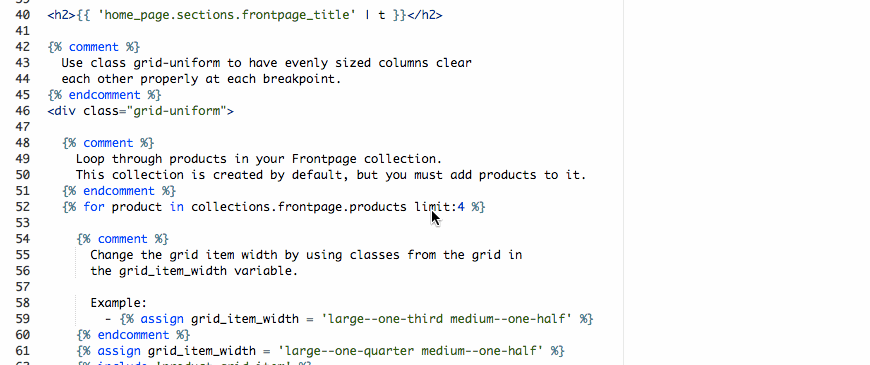 40 <h2>{{ 'home_page.sections.frontpage_title' | t }}</h2>
41
42 {% comment %}
43 Use class grid-uniform to have evenly sized columns clear
44 each other properly at each breakpoint.
45 {% endcomment %}
46 <div class="grid-uniform">
47
48 {% comment %}
49 Loop through products in your Frontpage collection.
50 This collection is created by default, but you must add products to it.
51 {% endcomment %}
52 {% for product in collections.frontpage.products limit:4 %}
53
54 {% comment %}
55 Change the grid item width by using classes from the grid in
56 the grid_item_width variable.
57
58 Example:
59 - {% assign grid_item_width = 'large--one-third medium--one-half' %}
60 {% endcomment %}
61 {% assign grid_item_width = 'large--one-quarter medium--one-half' %}